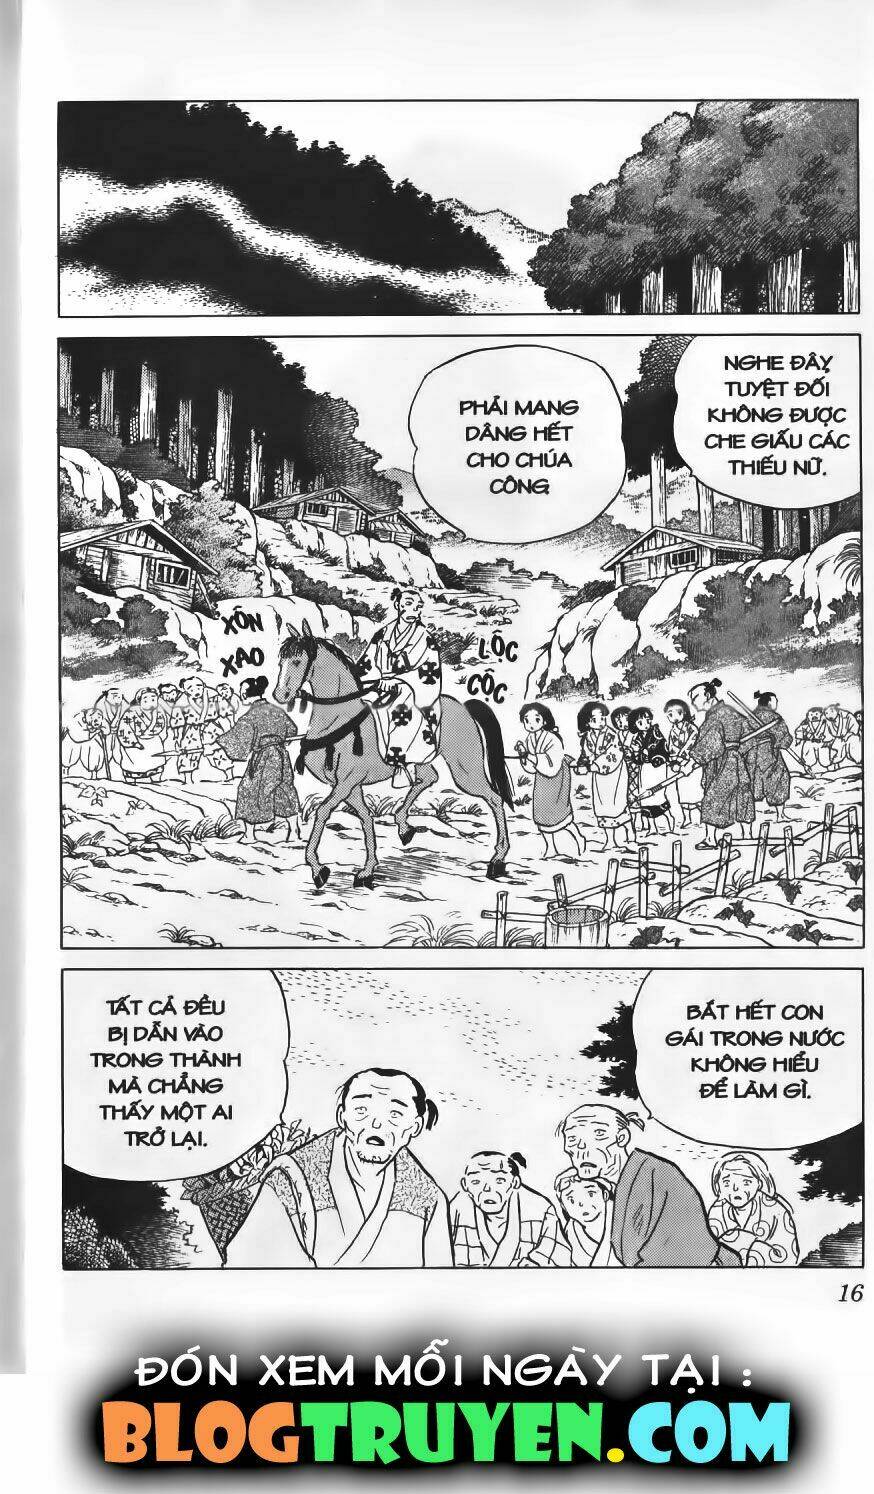 NGHE ĐÂY,
TUYỆT ĐỐI
KHÔNG ĐƯỢC
CHE GIẤU CÁC
THIẾU NỮ.
PHẢI MANG
DÂNG HẾT
CHO CHÚA
CÔNG
XÔN
XAO
LỘC
CỘC
BẮT HẾT CON
GÁI TRONG NƯỚC
KHÔNG HIỂU
ĐỂ LÀM GÌ.
TẤT CẢ ĐỀU
BỊ DẪN VÀO
TRONG THÀNH
MÀ CHẲNG
THẤY MỘT AI
TRỞ LẠI.
16
ĐÓN XEM MỖI NGÀY TẠI :
BLOGTRUYEN.COM